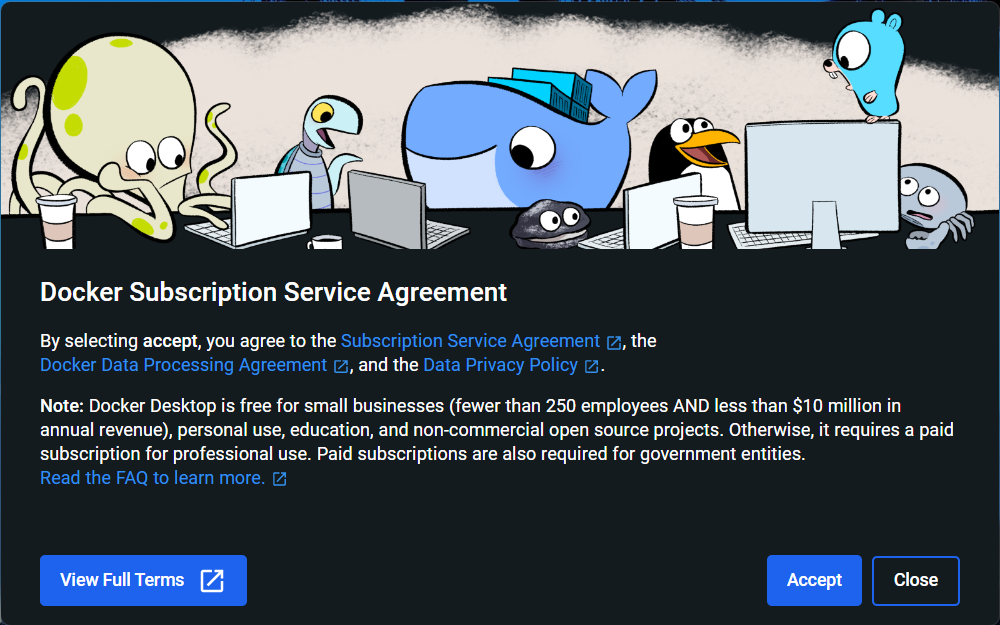 Docker Subscription Service Agreement
By selecting accept, you agree to the Subscription Service Agreement, the
Docker Data Processing Agreement, and the Data Privacy Policy.
Note: Docker Desktop is free for small businesses (fewer than 250 employees AND less than $10 million in
annual revenue), personal use, education, and non-commercial open source projects. Otherwise, it requires a paid
subscription for professional use. Paid subscriptions are also required for government entities.
Read the FAQ to learn more.
View Full Terms
Accept
Close